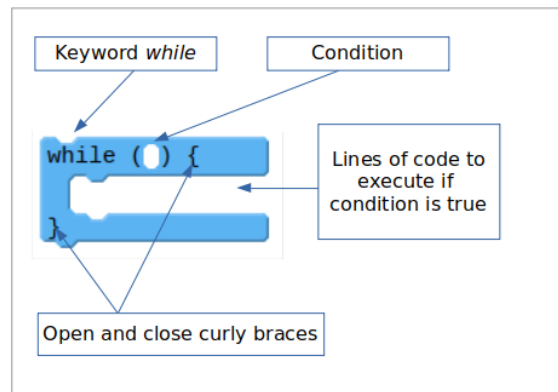 Keyword while
Condition
while ( ) {
Lines of code to
execute if
condition is true
}
Open and close curly braces